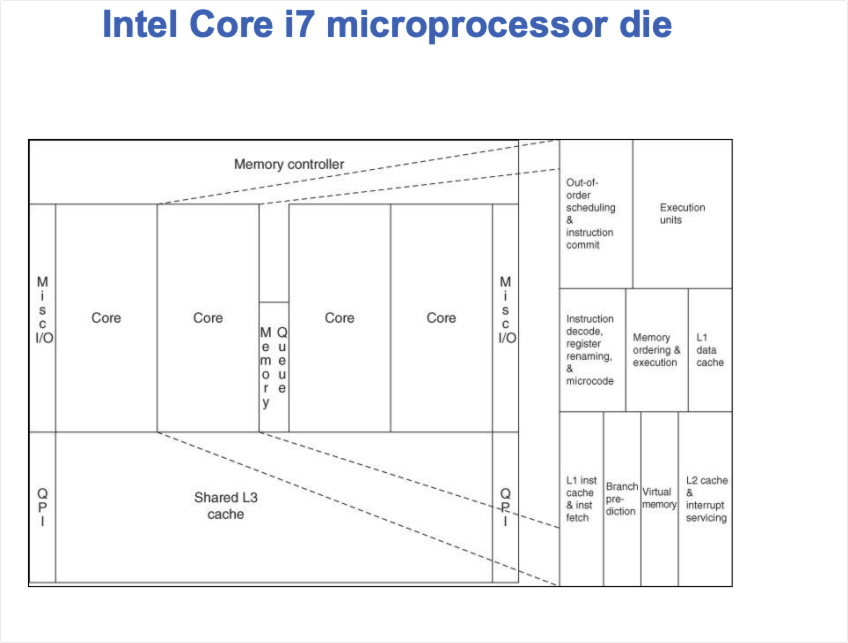 Intel Core i7 microprocessor die
Memory controller
Misc
I/O
Core
Core
Memory
Queue
Core
Core
Misc
I/O
QPI
Shared L3
cache
QPI
Out-of-
order
scheduling
&
instruction
commit
Execution
units
Instruction
decode,
register
renaming,
&
microcode
Memory
ordering &
execution
L1
data
cache
L1 inst
cache
& inst
fetch
Branch
pre-
diction
Virtual
memory
L2 cache
&
interrupt
servicing